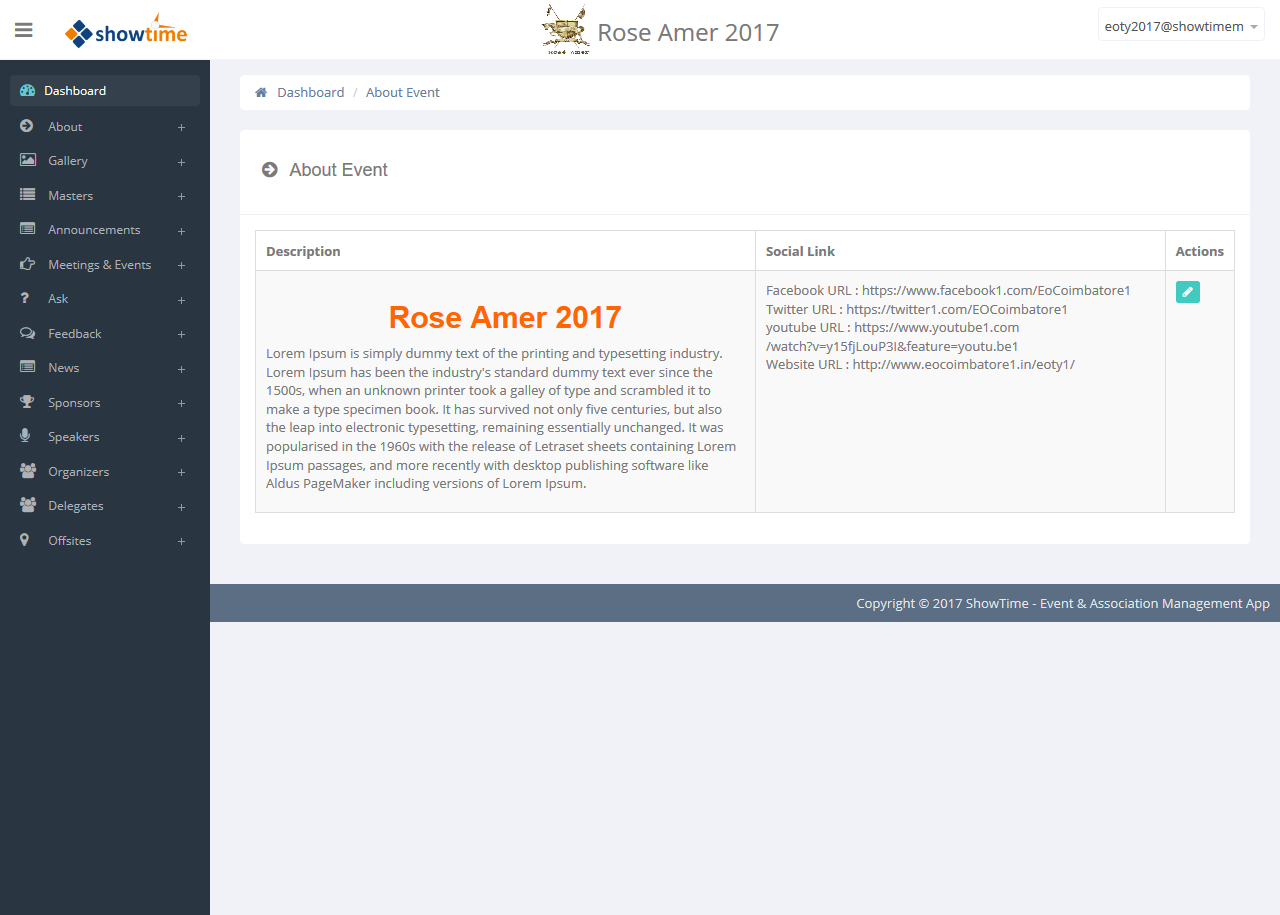 showtime
Rose Amer 2017
eoty2017@showtimem
Dashboard
About +
Gallery +
Masters +
Announcements +
Meetings & Events +
Ask +
Feedback +
News +
Sponsors +
Speakers +
Organizers +
Delegates +
Offsites +
Dashboard / About Event
About Event
Description
Social Link
Actions
Rose Amer 2017
Lorem Ipsum is simply dummy text of the printing and typesetting industry.
Lorem Ipsum has been the industry's standard dummy text ever since the
1500s, when an unknown printer took a galley of type and scrambled it to
make a type specimen book. It has survived not only five centuries, but also
the leap into electronic typesetting, remaining essentially unchanged. It was
popularised in the 1960s with the release of Letraset sheets containing Lorem
Ipsum passages, and more recently with desktop publishing software like
Aldus PageMaker including versions of Lorem Ipsum.
Facebook URL : https://www.facebook1.com/EoCoimbatore1
Twitter URL : https://twitter1.com/EOCoimbatore1
youtube URL : https://www.youtube1.com
/watch?v=y15fjLouP3I&feature=youtu.be1
Website URL : http://www.eocoimbatore1.in/eoty1/
Copyright © 2017 ShowTime - Event & Association Management App